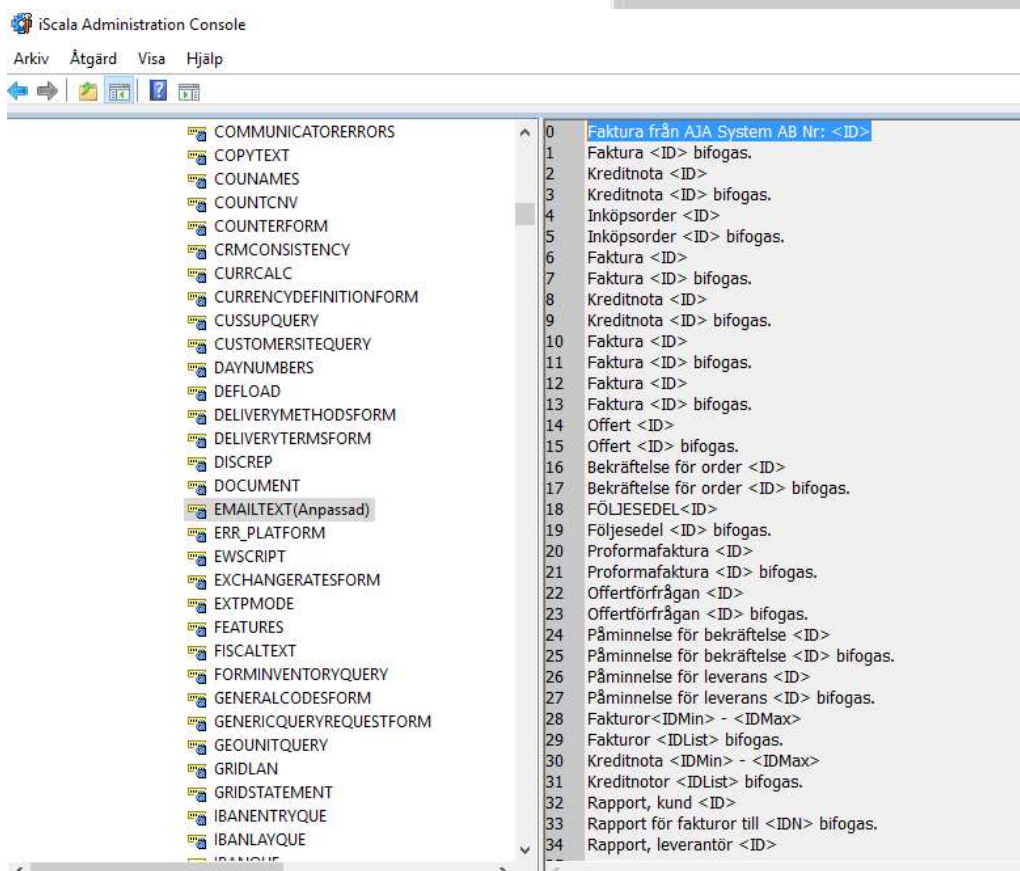 iScala Administration Console
Arkiv Åtgärd Visa Hjälp
COMMUNICATORERRORS
COPYTEXT
COUNAMES
COUNTCNV
COUNTERFORM
CRMCONSISTENCY
CURRCALC
CURRENCYDEFINITIONFORM
CUSSUPQUERY
CUSTOMERSITEQUERY
DAYNUMBERS
DEFLOAD
DELIVERYMETHODSFORM
DELIVERYTERMSFORM
DISCREP
DOCUMENT
EMAILTEXT(Anpassad)
ERR_PLATFORM
EWSCRIPT
EXCHANGERATESFORM
EXTPMODE
FEATURES
FISCALTEXT
FORMINVENTORYQUERY
GENERALCODESFORM
GENERICQUERYREQUESTFORM
GEOUNITQUERY
GRIDLAN
GRIDSTATEMENT
IBANENTRYQUE
IBANLAYQUE
0 Faktura från AJA System AB Nr: <ID>
1 Faktura <ID> bifogas.
2 Kreditnota <ID>
3 Kreditnota <ID> bifogas.
4 Inköpsorder <ID>
5 Inköpsorder <ID> bifogas.
6 Faktura <ID>
7 Faktura <ID> bifogas.
8 Kreditnota <ID>
9 Kreditnota <ID> bifogas.
10 Faktura <ID>
11 Faktura <ID> bifogas.
12 Faktura <ID>
13 Faktura <ID> bifogas.
14 Offert <ID>
15 Offert <ID> bifogas.
16 Bekräftelse för order <ID>
17 Bekräftelse för order <ID> bifogas.
18 FÖLJESEDEL<ID>
19 Följesedel <ID> bifogas.
20 Proformafaktura <ID>
21 Proformafaktura <ID> bifogas.
22 Offertförfrågan <ID>
23 Offertförfrågan <ID> bifogas.
24 Påminnelse för bekräftelse <ID>
25 Påminnelse för bekräftelse <ID> bifogas.
26 Påminnelse för leverans <ID>
27 Påminnelse för leverans <ID> bifogas.
28 Fakturor<IDMin> - <IDMax>
29 Fakturor <IDList> bifogas.
30 Kreditnota <IDMin> - <IDMax>
31 Kreditnotor <IDList> bifogas.
32 Rapport, kund <ID>
33 Rapport för fakturor till <IDN> bifogas.
34 Rapport, leverantör <ID>